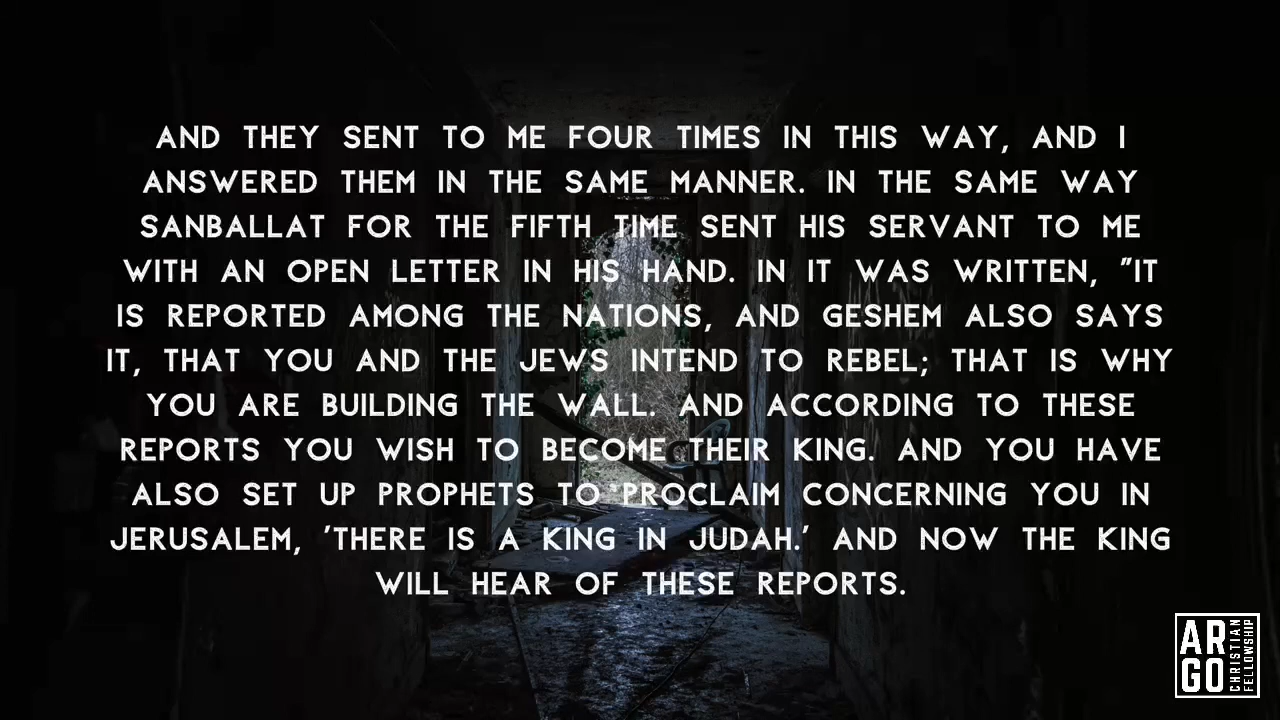 AND THEY SENT TO ME FOUR TIMES IN THIS WAY, AND I
ANSWERED THEM IN THE SAME MANNER. IN THE SAME WAY
SANBALLAT FOR THE FIFTH TIME SENT HIS SERVANT TO ME
WITH AN OPEN LETTER IN HIS HAND. IN IT WAS WRITTEN, "IT
IS REPORTED AMONG THE NATIONS, AND GESHEM ALSO SAYS
IT, THAT YOU AND THE JEWS INTEND TO REBEL; THAT IS WHY
YOU ARE BUILDING THE WALL. AND ACCORDING TO THESE
REPORTS YOU WISH TO BECOME THEIR KING. AND YOU HAVE
ALSO SET UP PROPHETS TO PROCLAIM CONCERNING YOU IN
JERUSALEM, 'THERE IS A KING IN JUDAH.' AND NOW THE KING
WILL HEAR OF THESE REPORTS.
ARGO
CHRISTIAN
FELLOWSHIP